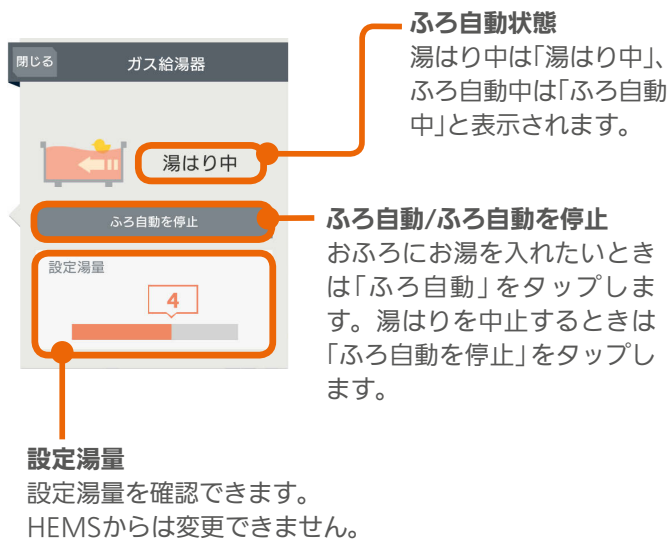 閉じる
ガス給湯器
湯はり中
ふろ自動を停止
設定湯量
4
ふろ自動状態
湯はり中は「湯はり中」、
ふろ自動中は「ふろ自動
中」と表示されます。
ふろ自動/ふろ自動を停止
おふろにお湯を入れたいとき
は「ふろ自動」をタップしま
す。湯はりを中止するときは
「ふろ自動を停止」をタップし
ます。
設定湯量
設定湯量を確認できます。
HEMSからは変更できません。